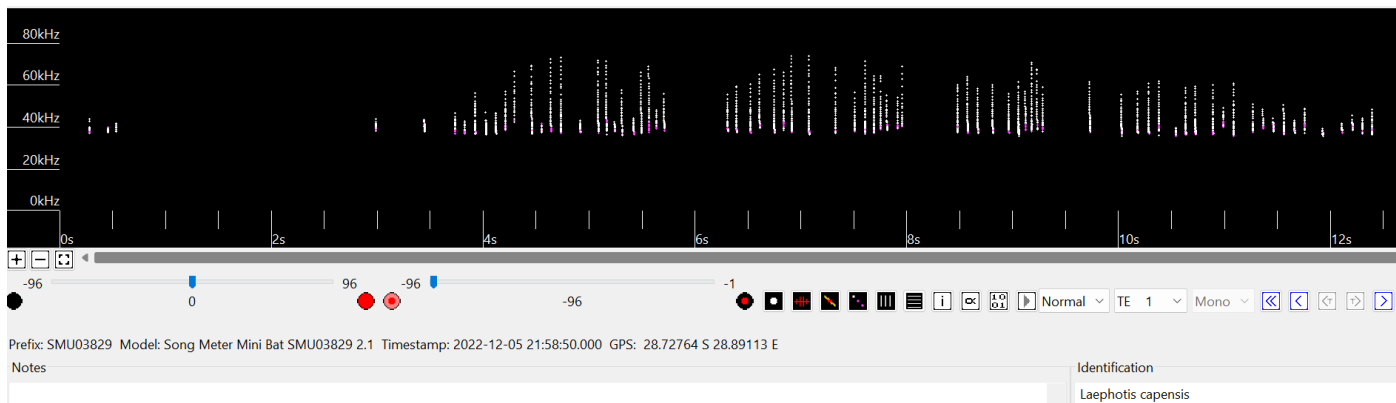 80kHz
60kHz
40kHz
20kHz
0kHz
0s 2s 4s 6s 8s 10s 12s
-96 96 -96 -1
0 -96
i α 10 01 Normal TE 1 Mono T T
Prefix: SMU03829 Model: Song Meter Mini Bat SMU03829 2.1 Timestamp: 2022-12-05 21:58:50.000 GPS: 28.72764 S 28.89113 E
Notes Identification
Laephotis capensis